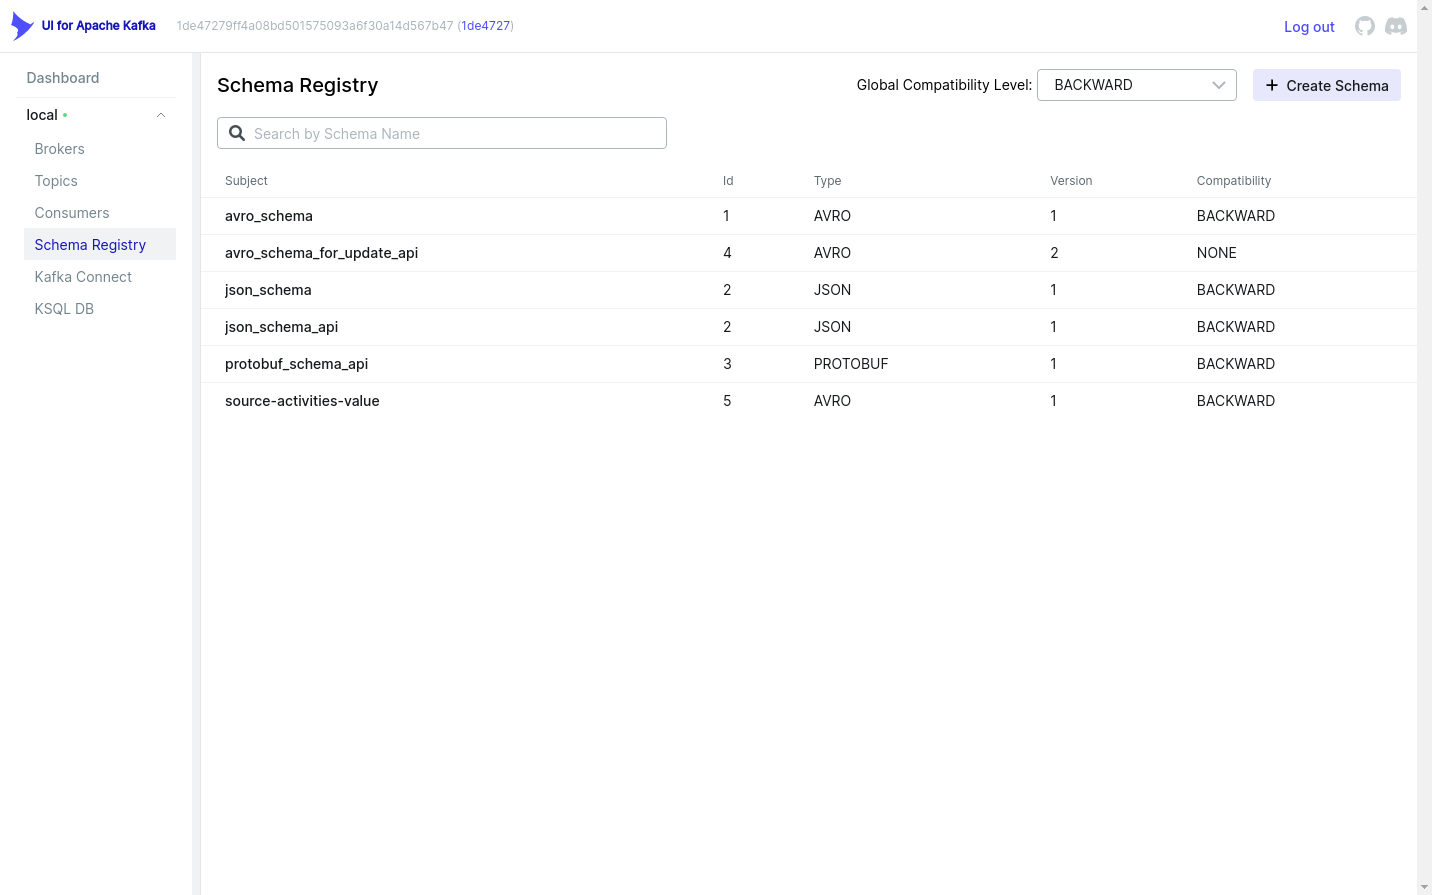 UI for Apache Kafka 1de47279ff4a08bd501575093a6f30a14d567b47 (1de4727) Log out
Dashboard
local
Brokers
Topics
Consumers
Schema Registry
Kafka Connect
KSQL DB
Schema Registry Global Compatibility Level: BACKWARD + Create Schema
Search by Schema Name
Subject Id Type Version Compatibility
avro_schema 1 AVRO 1 BACKWARD
avro_schema_for_update_api 4 AVRO 2 NONE
json_schema 2 JSON 1 BACKWARD
json_schema_api 2 JSON 1 BACKWARD
protobuf_schema_api 3 PROTOBUF 1 BACKWARD
source-activities-value 5 AVRO 1 BACKWARD